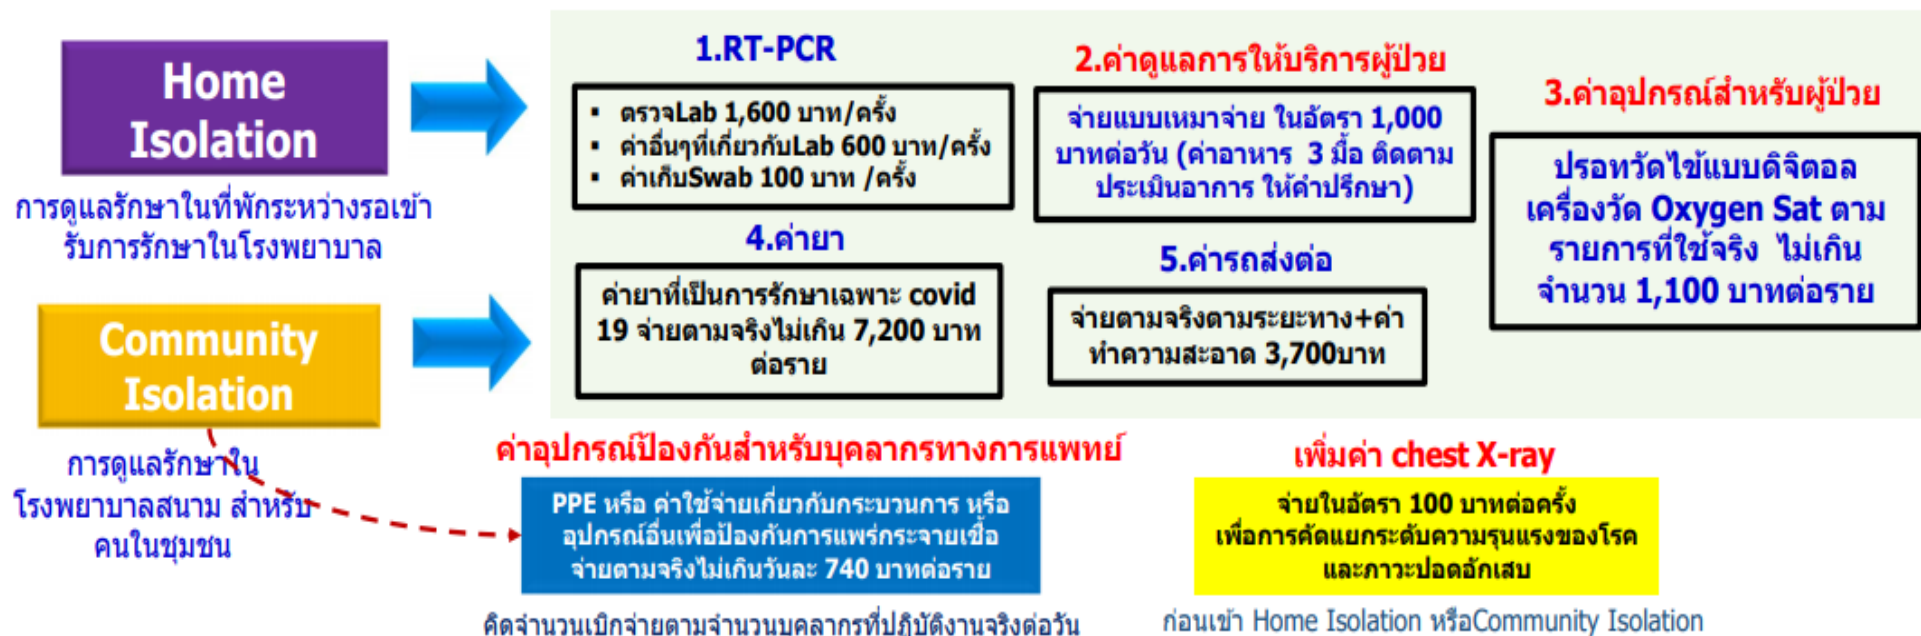 Home
Isolation
การดูแลรักษาในที่พักระหว่างรอเข้า
รับการรักษาในโรงพยาบาล
Community
Isolation
การดูแลรักษาใน
โรงพยาบาลสนาม สำหรับ
คนในชุมชน
1.RT-PCR
▪ ตรวจLab 1,600 บาท/ครั้ง
▪ ค่าอื่นๆที่เกี่ยวกับLab 600 บาท/ครั้ง
▪ ค่าเก็บSwab 100 บาท /ครั้ง
2.ค่าดูแลการให้บริการผู้ป่วย
จ่ายแบบเหมาจ่าย ในอัตรา 1,000
บาทต่อวัน (ค่าอาหาร 3 มื้อ ติดตาม
ประเมินอาการ ให้คำปรึกษา)
3.ค่าอุปกรณ์สำหรับผู้ป่วย
ปรอทวัดไข้แบบดิจิตอล
เครื่องวัด Oxygen Sat ตาม
รายการที่ใช้จริง ไม่เกิน
จำนวน 1,100 บาทต่อราย
4.ค่ายา
ค่ายาที่เป็นการรักษาเฉพาะ covid
19 จ่ายตามจริงไม่เกิน 7,200 บาท
ต่อราย
5.ค่ารถส่งต่อ
จ่ายตามจริงตามระยะทาง+ค่า
ทำความสะอาด 3,700บาท
ค่าอุปกรณ์ป้องกันสำหรับบุคลากรทางการแพทย์
PPE หรือ ค่าใช้จ่ายเกี่ยวกับกระบวนการ หรือ
อุปกรณ์อื่นเพื่อป้องกันการแพร่กระจายเชื้อ
จ่ายตามจริงไม่เกินวันละ 740 บาทต่อราย
คิดจำนวนเบิกจ่ายตามจำนวนบุคลากรที่ปฏิบัติงานจริงต่อวัน
เพิ่มค่า chest X-ray
จ่ายในอัตรา 100 บาทต่อครั้ง
เพื่อการคัดแยกระดับความรุนแรงของโรค
และภาวะปอดอักเสบ
ก่อนเข้า Home Isolation หรือCommunity Isolation